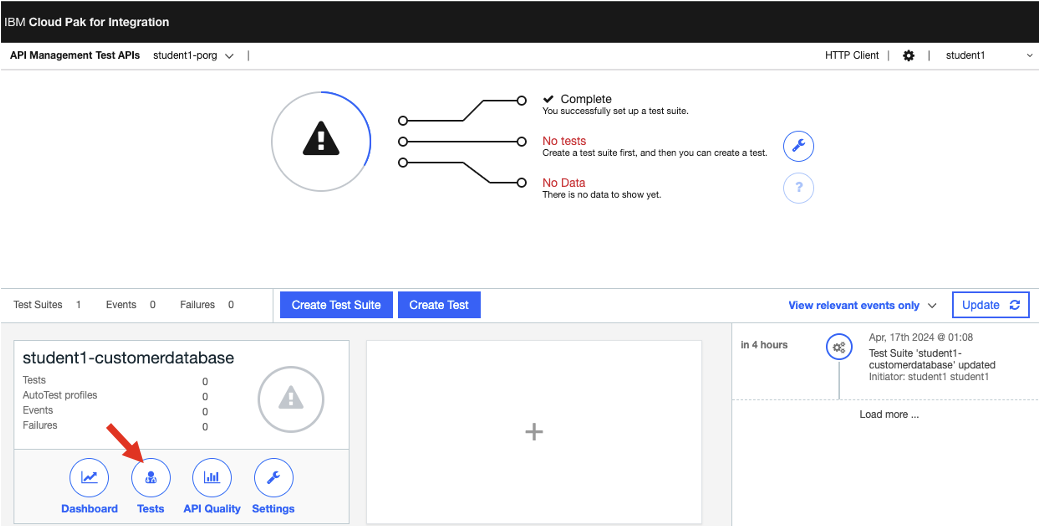 IBM Cloud Pak for Integration
API Management Test APIs student1-porg |
HTTP Client | | student1
Complete
You successfully set up a test suite.
No tests
Create a test suite first, and then you can create a test.
No Data
There is no data to show yet.
?
Test Suites 1 Events 0 Failures 0
Create Test Suite Create Test
View relevant events only Update
student1-customerdatabase
Tests 0
AutoTest profiles 0
Events 0
Failures 0
Dashboard Tests API Quality Settings
+
in 4 hours
Apr, 17th 2024 @ 01:08
Test Suite 'student1-
customerdatabase' updated
Initiator: student1 student1
Load more ...